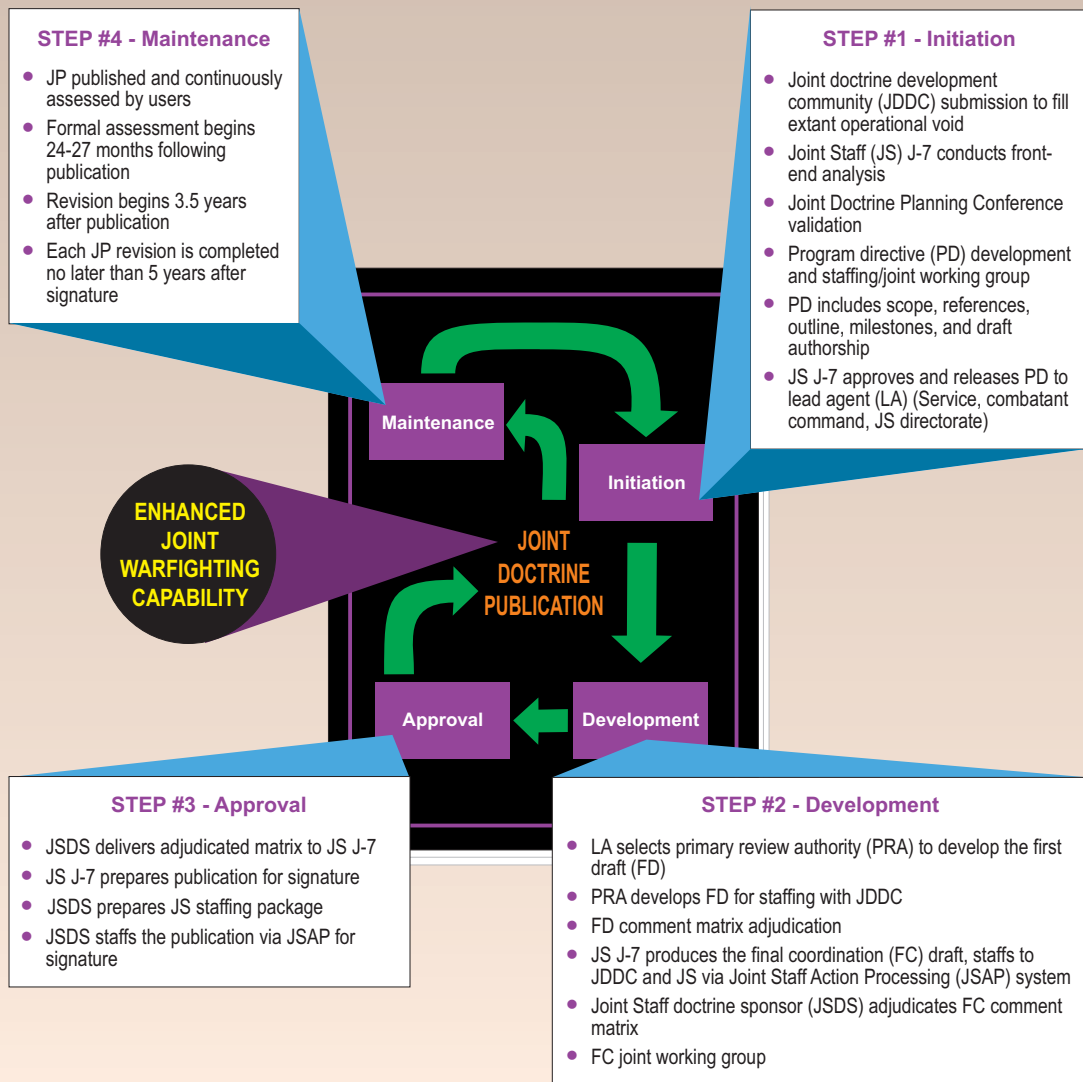 STEP #4 - Maintenance
• JP published and continuously
assessed by users
• Formal assessment begins
24-27 months following
publication
• Revision begins 3.5 years
after publication
• Each JP revision is completed
no later than 5 years after
signature
STEP #1 - Initiation
• Joint doctrine development
community (JDDC) submission to fill
extant operational void
• Joint Staff (JS) J-7 conducts front-
end analysis
• Joint Doctrine Planning Conference
validation
• Program directive (PD) development
and staffing/joint working group
• PD includes scope, references,
outline, milestones, and draft
authorship
• JS J-7 approves and releases PD to
lead agent (LA) (Service, combatant
command, JS directorate)
Maintenance
Initiation
ENHANCED
JOINT
WARFIGHTING
CAPABILITY
JOINT
DOCTRINE
PUBLICATION
Approval
Development
STEP #3 - Approval
• JSDS delivers adjudicated matrix to JS J-7
• JS J-7 prepares publication for signature
• JSDS prepares JS staffing package
• JSDS staffs the publication via JSAP for
signature
STEP #2 - Development
• LA selects primary review authority (PRA) to develop the first
draft (FD)
• PRA develops FD for staffing with JDDC
• FD comment matrix adjudication
• JS J-7 produces the final coordination (FC) draft, staffs to
JDDC and JS via Joint Staff Action Processing (JSAP) system
• Joint Staff doctrine sponsor (JSDS) adjudicates FC comment
matrix
• FC joint working group